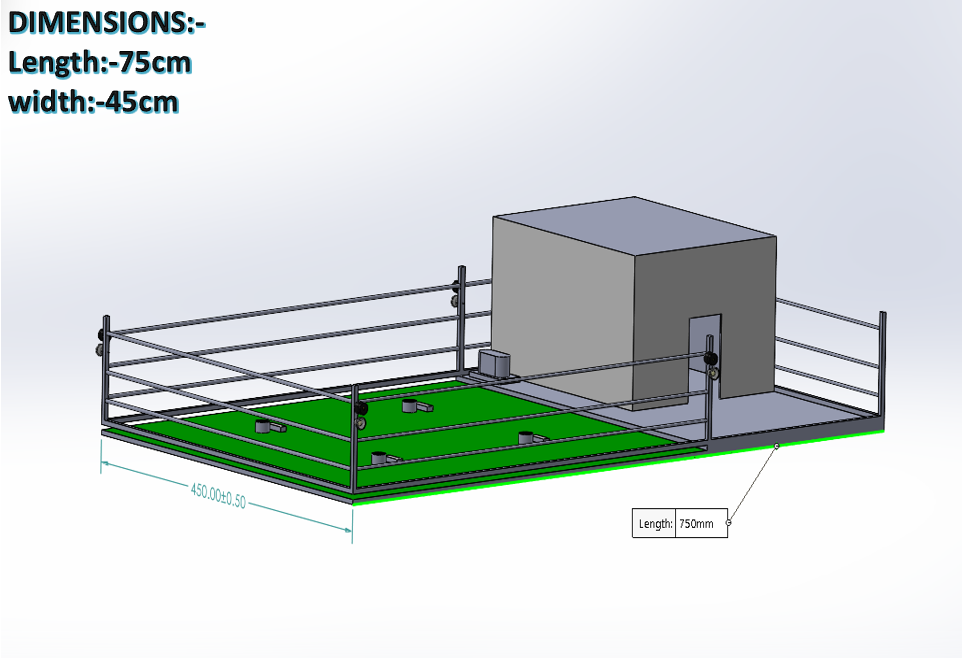 DIMENSIONS:-
Length:-75cm
width:-45cm
450.00±0.50
Length: 750mm